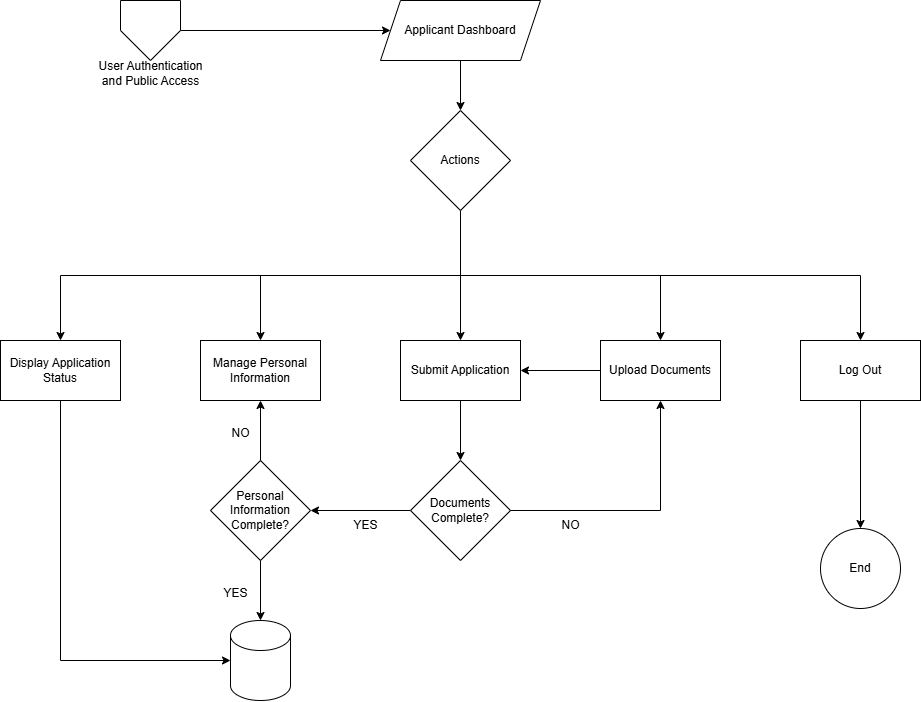 Applicant Dashboard
User Authentication
and Public Access
Actions
Display Application
Status
Manage Personal
Information
Submit Application
Upload Documents
Log Out
NO
Personal
Information
Complete?
YES
Documents
Complete?
NO
YES
End